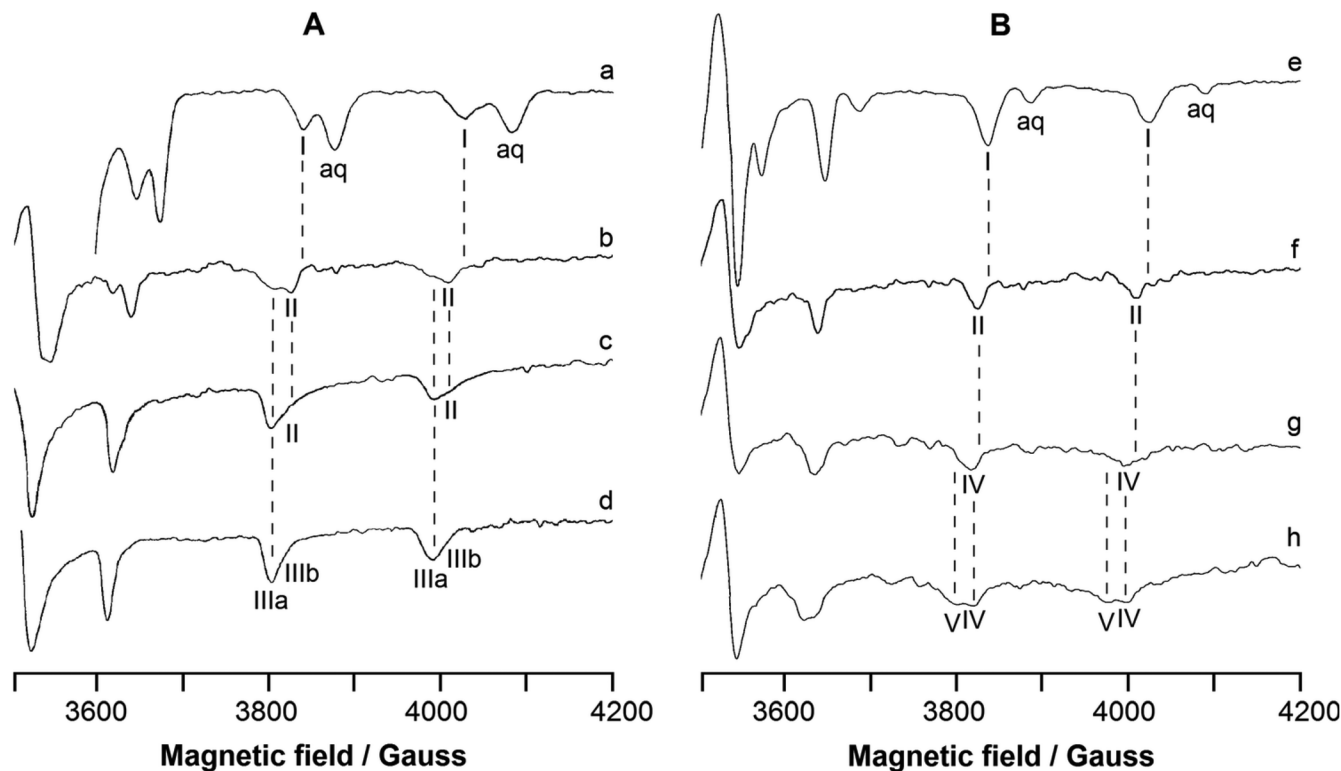 A
a
I
aq
I
aq
b
II
II
c
II
II
d
IIIa
IIIb
IIIa
IIIb
3600
3800
4000
4200
Magnetic field / Gauss
B
e
aq
I
aq
I
f
II
II
g
IV
IV
h
V
IV
V
IV
3600
3800
4000
4200
Magnetic field / Gauss